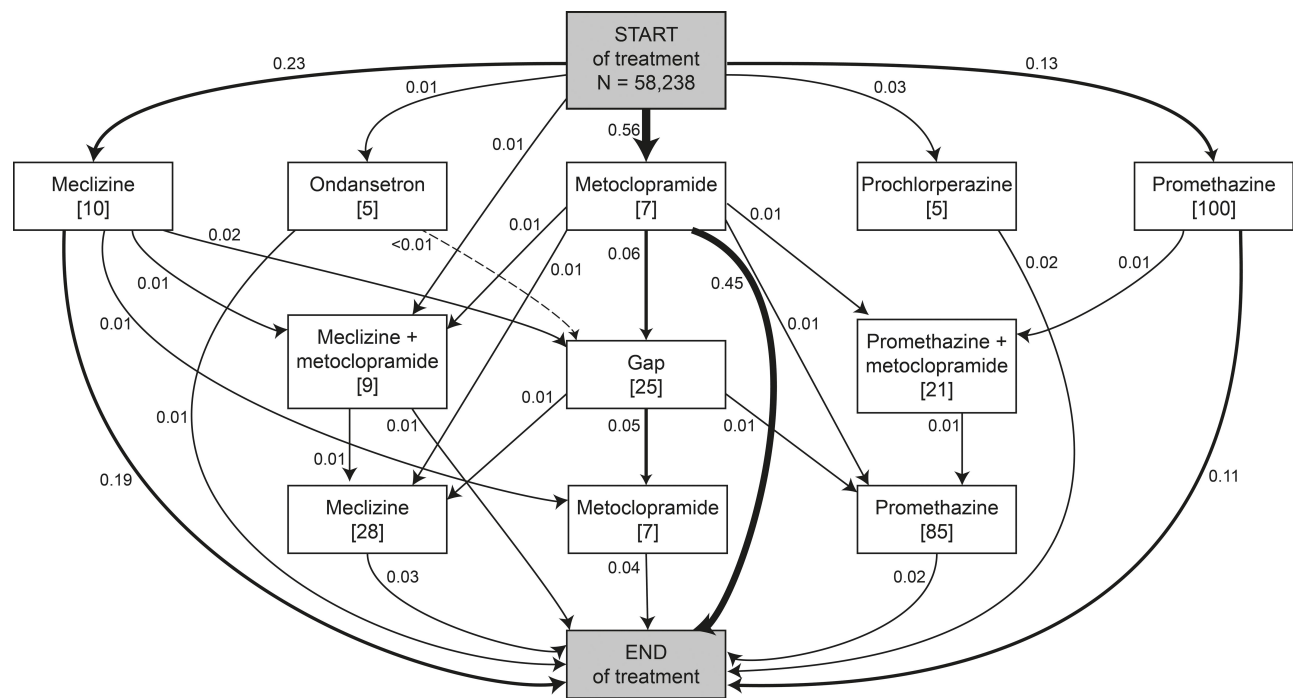 START
of treatment
N = 58,238
0.23
0.01
0.01
0.56
0.03
0.13
Meclizine
[10]
Ondansetron
[5]
Metoclopramide
[7]
Prochlorperazine
[5]
Promethazine
[100]
0.02
<0.01
0.01
0.01
0.06
0.45
0.01
0.01
0.02
0.01
0.01
0.01
Meclizine +
metoclopramide
[9]
Gap
[25]
Promethazine +
metoclopramide
[21]
0.01
0.19
0.01
0.01
0.01
0.05
0.01
0.01
0.11
Meclizine
[28]
Metoclopramide
[7]
Promethazine
[85]
0.03
0.04
0.02
END
of treatment